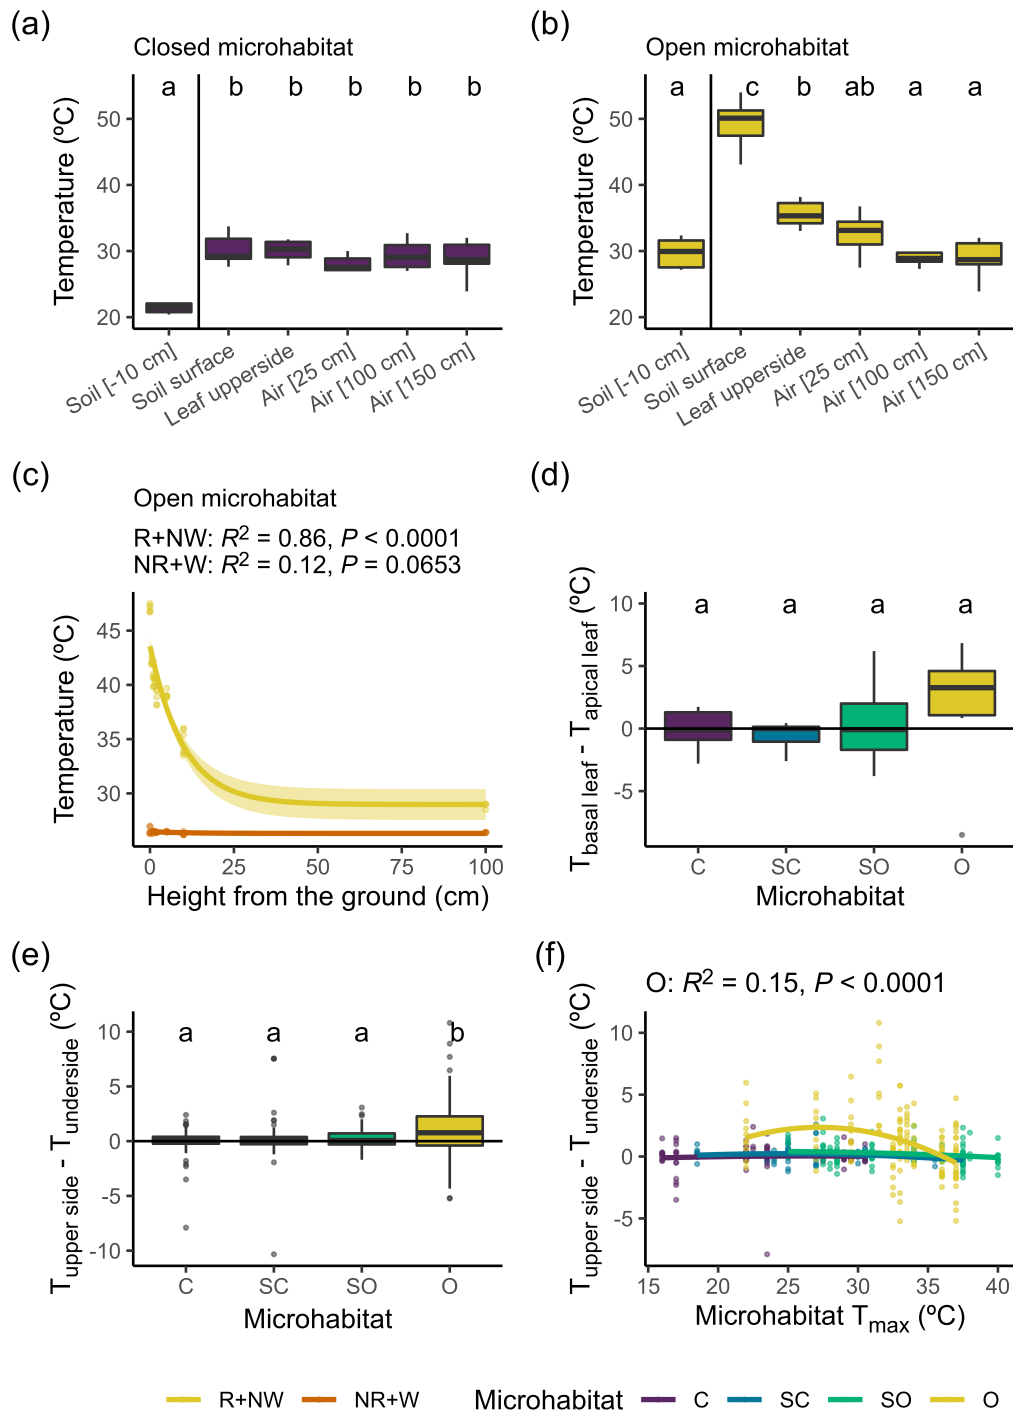 (a)
Closed microhabitat
a b b b b b
Temperature (ºC)
50
40
30
20
Soil [-10 cm]
Soil surface
Leaf upperside
Air [25 cm]
Air [100 cm]
Air [150 cm]
(b)
Open microhabitat
a c b ab a a
Temperature (ºC)
50
40
30
20
Soil [-10 cm]
Soil surface
Leaf upperside
Air [25 cm]
Air [100 cm]
Air [150 cm]
(c)
Open microhabitat
R+NW: R² = 0.86, P < 0.0001
NR+W: R² = 0.12, P = 0.0653
Temperature (ºC)
45
40
35
30
0 25 50 75 100
Height from the ground (cm)
(d)
T basal leaf - T apical leaf (ºC)
a a a a
10
5
0
-5
C SC SO O
Microhabitat
(e)
T upper side - T underside (ºC)
a a a b
10
5
0
-5
-10
C SC SO O
Microhabitat
(f)
O: R² = 0.15, P < 0.0001
T upper side - T underside (ºC)
10
5
0
-5
15 20 25 30 35 40
Microhabitat Tmax (ºC)
R+NW NR+W Microhabitat C SC SO O